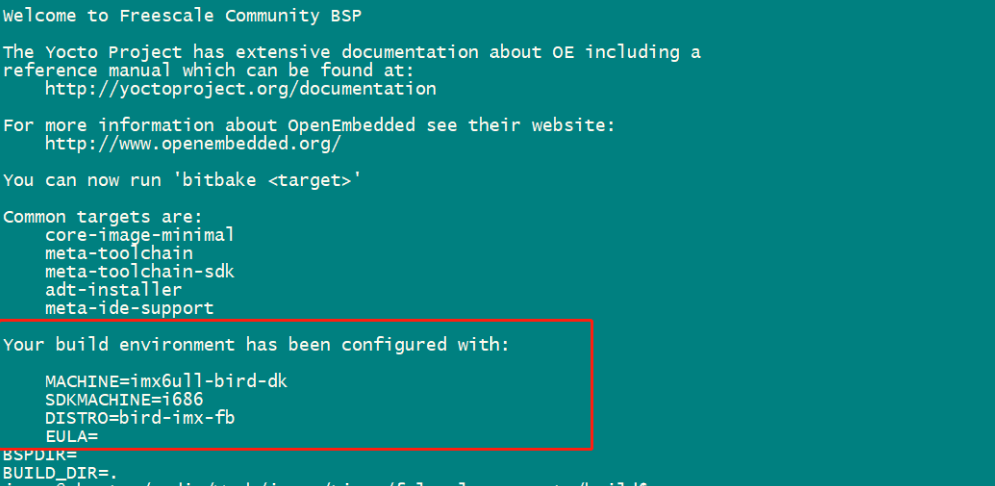 Welcome to Freescale Community BSP
The Yocto Project has extensive documentation about OE including a
reference manual which can be found at:
http://yoctoproject.org/documentation
For more information about OpenEmbedded see their website:
http://www.openembedded.org/
You can now run 'bitbake <target>'
Common targets are:
core-image-minimal
meta-toolchain
meta-toolchain-sdk
adt-installer
meta-ide-support
Your build environment has been configured with:
MACHINE=imx6ull-bird-dk
SDKMACHINE=i686
DISTRO=bird-imx-fb
EULA=
BSPDIR=
BUILD_DIR=.